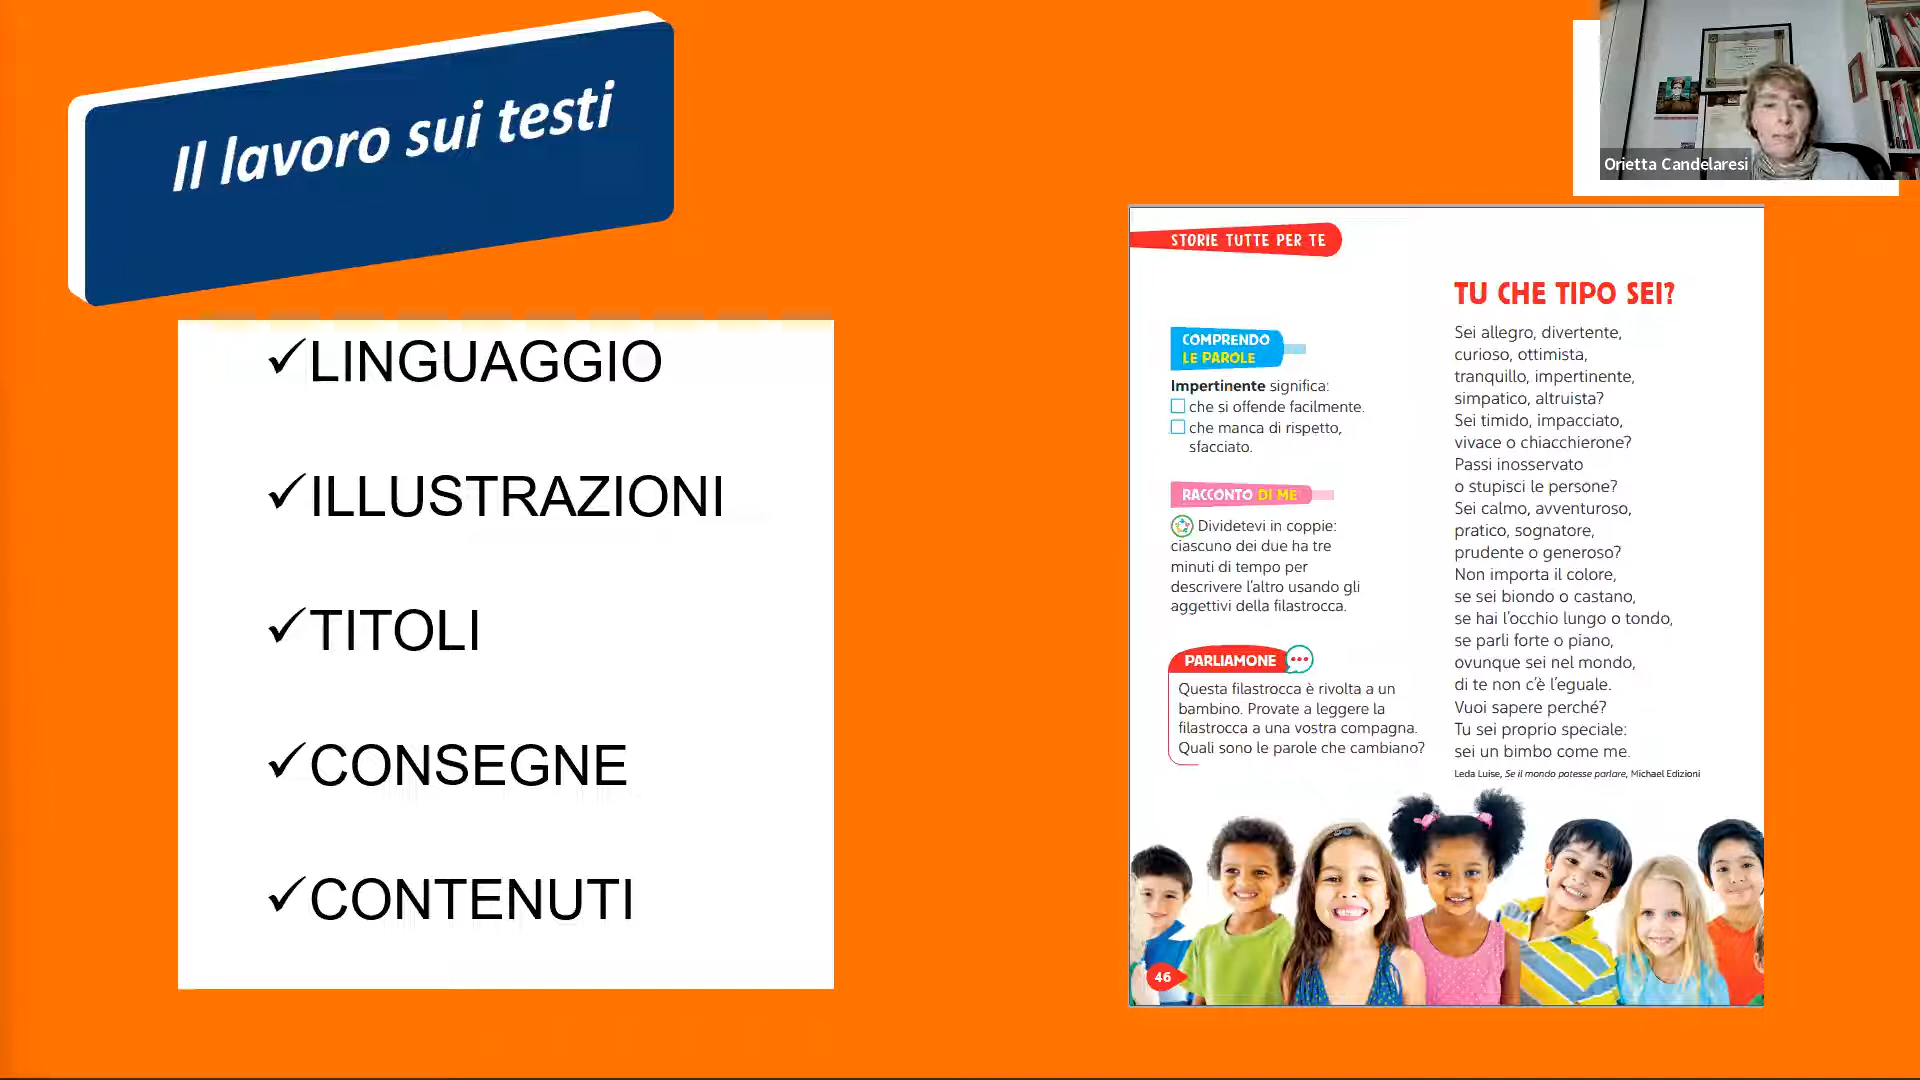 Il lavoro sui testi
✓LINGUAGGIO
✓ILLUSTRAZIONI
✓TITOLI
✓CONSEGNE
✓CONTENUTI
Orietta Candelaresi
STORIE TUTTE PER TE
COMPRENDO
LE PAROLE
Impertinente significa:
che si offende facilmente.
che manca di rispetto,
sfacciato.
RACCONTO DI ME
Dividetevi in coppie:
ciascuno dei due ha tre
minuti di tempo per
descrivere l'altro usando gli
aggettivi della filastrocca.
PARLIAMONE
Questa filastrocca è rivolta a un
bambino. Provate a leggere la
filastrocca a una vostra compagna.
Quali sono le parole che cambiano?
TU CHE TIPO SEI?
Sei allegro, divertente,
curioso, ottimista,
tranquillo, impertinente,
simpatico, altruista?
Sei timido, impacciato,
vivace o chiacchierone?
Passi inosservato
o stupisci le persone?
Sei calmo, avventuroso,
pratico, sognatore,
prudente o generoso?
Non importa il colore,
se sei biondo o castano,
se hai l'occhio lungo o tondo,
se parli forte o piano,
ovunque sei nel mondo,
di te non c'è l'eguale.
Vuoi sapere perché?
Tu sei proprio speciale:
sei un bimbo come me.
Leda Luise, Se il mondo potesse parlare, Michael Edizioni
46